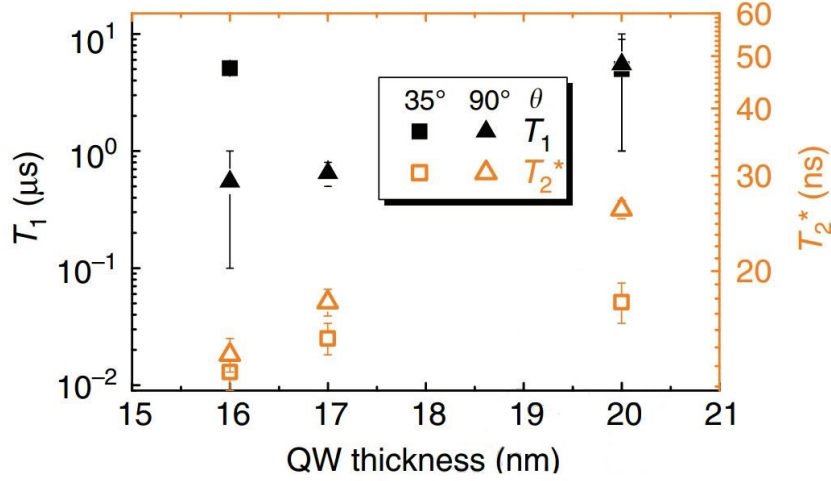 10¹
10⁰
10⁻¹
10⁻²
T₁ (μs)
35° 90° θ
T₁
T₂*
60
50
40
30
20
T₂* (ns)
15 16 17 18 19 20 21
QW thickness (nm)